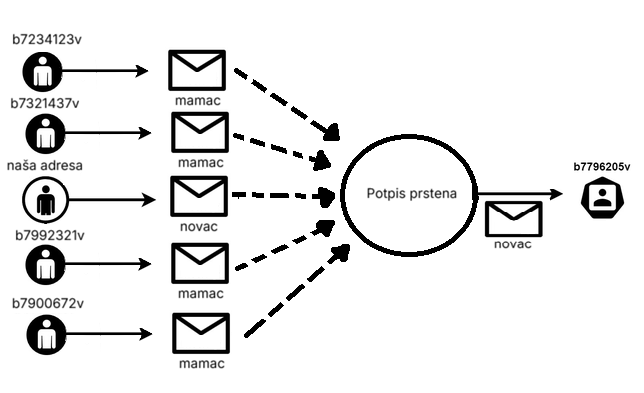 b7234123v
mamac
b7321437v
mamac
naša adresa
novac
b7992321v
mamac
b7900672v
mamac
Potpis prstena
novac
b7796205v